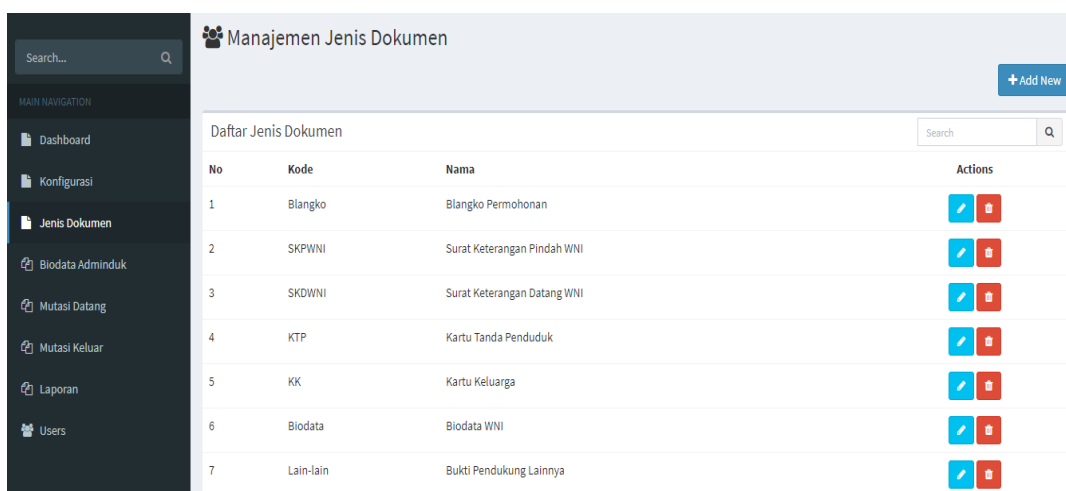 Search...
MAIN NAVIGATION
Dashboard
Konfigurasi
Jenis Dokumen
Biodata Adminduk
Mutasi Datang
Mutasi Keluar
Laporan
Users
Manajemen Jenis Dokumen
+ Add New
Daftar Jenis Dokumen
Search
No Kode Nama Actions
1 Blangko Blangko Permohonan
2 SKPWNI Surat Keterangan Pindah WNI
3 SKDWNI Surat Keterangan Datang WNI
4 KTP Kartu Tanda Penduduk
5 KK Kartu Keluarga
6 Biodata Biodata WNI
7 Lain-lain Bukti Pendukung Lainnya